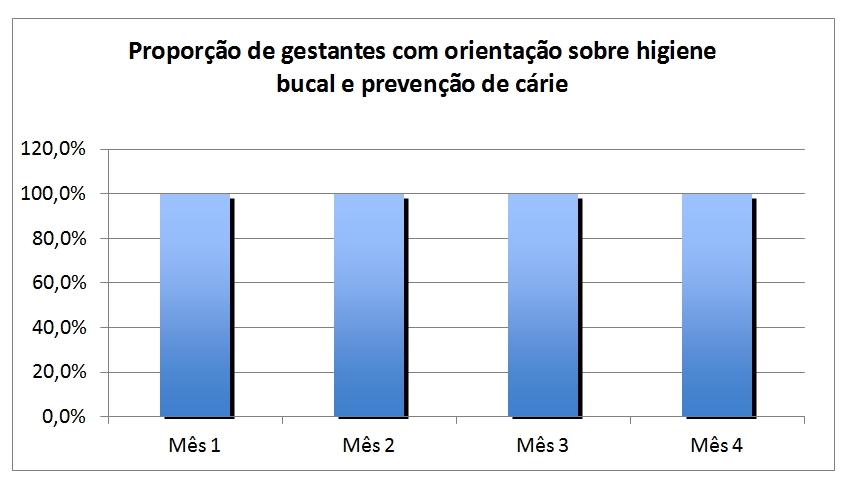 Proporção de gestantes com orientação sobre higiene
bucal e prevenção de cárie
120,0%
100,0%
80,0%
60,0%
40,0%
20,0%
0,0%
Mês 1 Mês 2 Mês 3 Mês 4